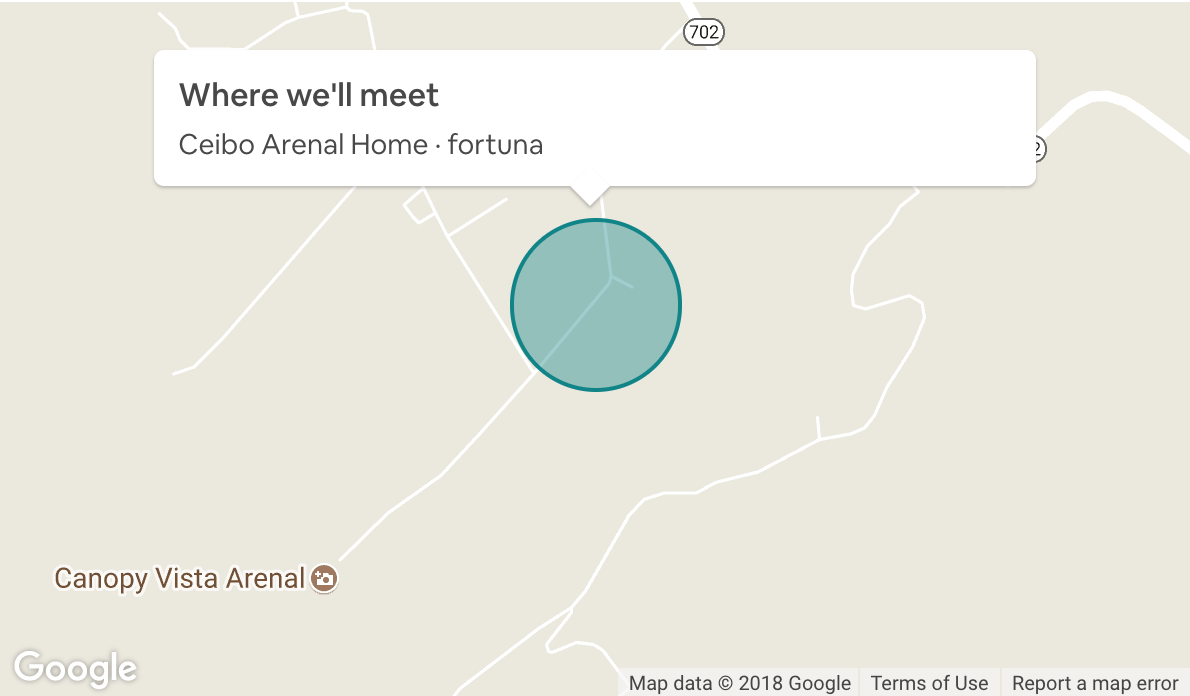 702
Where we'll meet
Ceibo Arenal Home · fortuna
2
Canopy Vista Arenal
Google
Map data © 2018 Google
Terms of Use
Report a map error